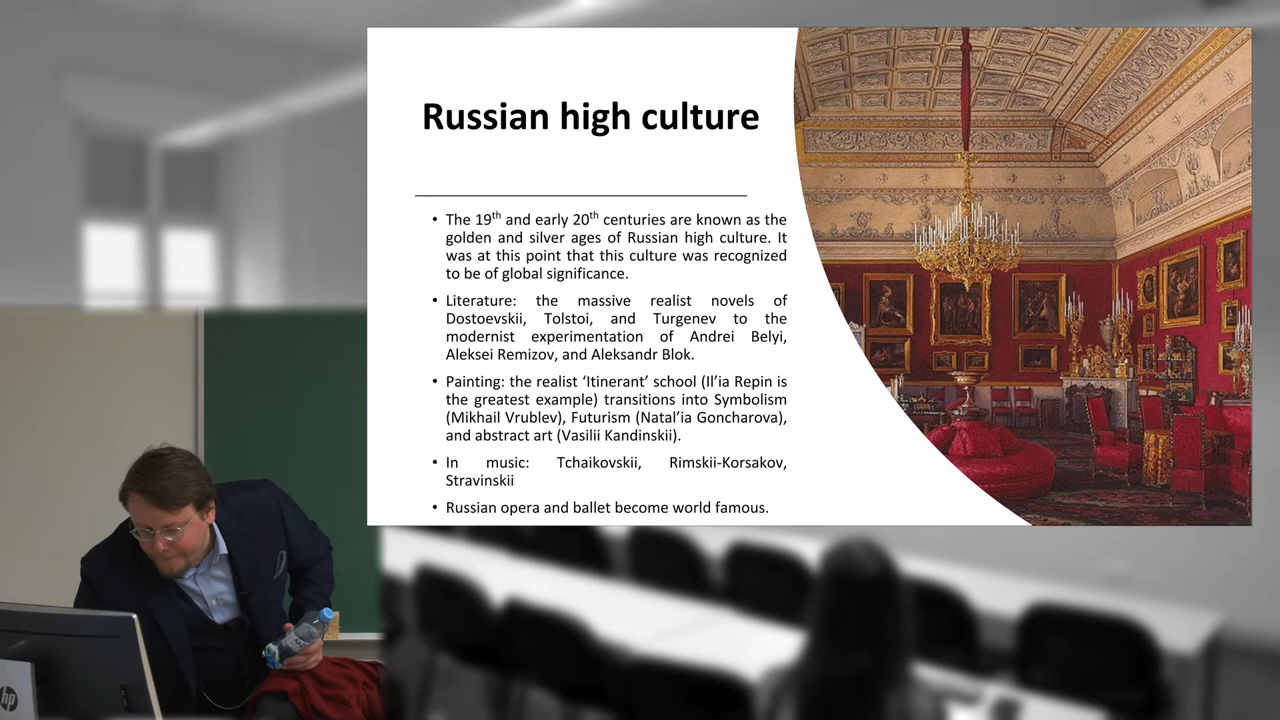 Russian high culture
• The 19th and early 20th centuries are known as the
golden and silver ages of Russian high culture. It
was at this point that this culture was recognized
to be of global significance.
• Literature: the massive realist novels of
Dostoevskii, Tolstoi, and Turgenev to the
modernist experimentation of Andrei Belyi,
Aleksei Remizov, and Aleksandr Blok.
• Painting: the realist ‘Itinerant’ school (Il’ia Repin is
the greatest example) transitions into Symbolism
(Mikhail Vrublev), Futurism (Natal’ia Goncharova),
and abstract art (Vasilii Kandinskii).
• In music: Tchaikovskii, Rimskii-Korsakov,
Stravinskii
• Russian opera and ballet become world famous.
hp